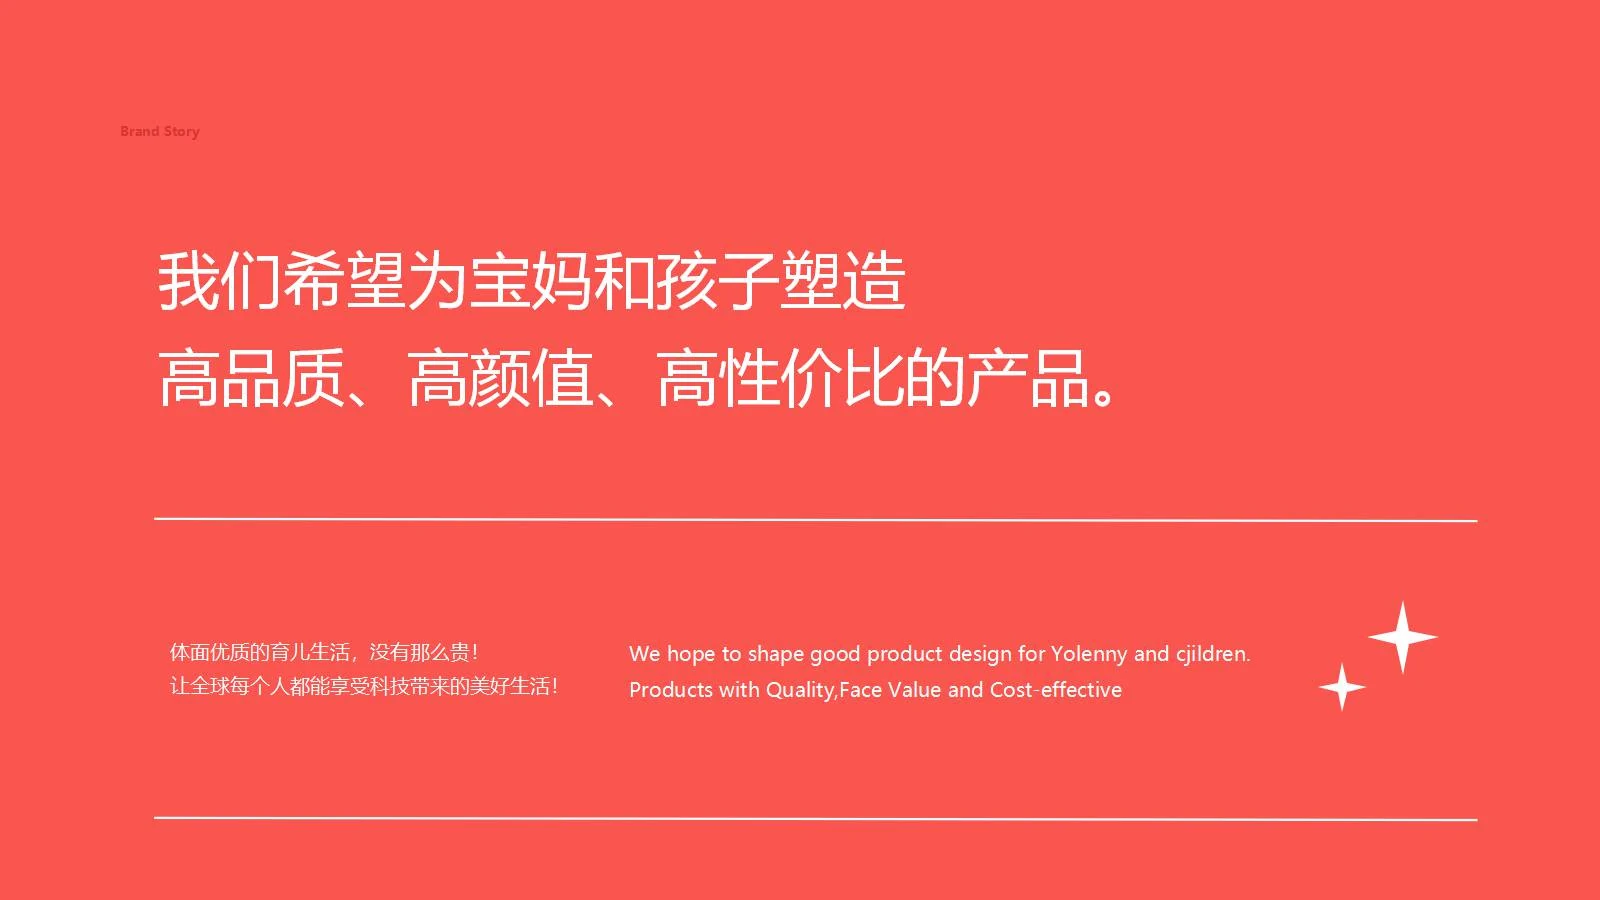 Brand Story
我们希望为宝妈和孩子塑造
高品质、高颜值、高性价比的产品。
体面优质的育儿生活，没有那么贵！
让全球每个人都能享受科技带来的美好生活！
We hope to shape good product design for Yolenny and cjildren.
Products with Quality,Face Value and Cost-effective